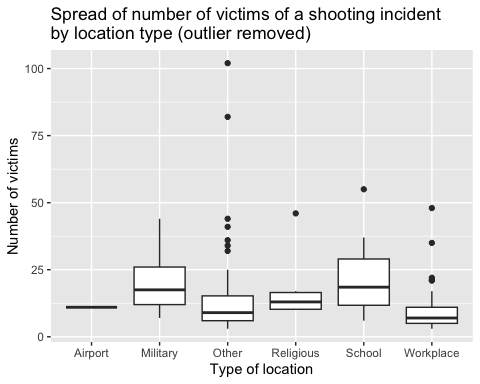 Spread of number of victims of a shooting incident
by location type (outlier removed)
Number of victims
100
75
50
25
0
Airport Military Other Religious School Workplace
Type of location